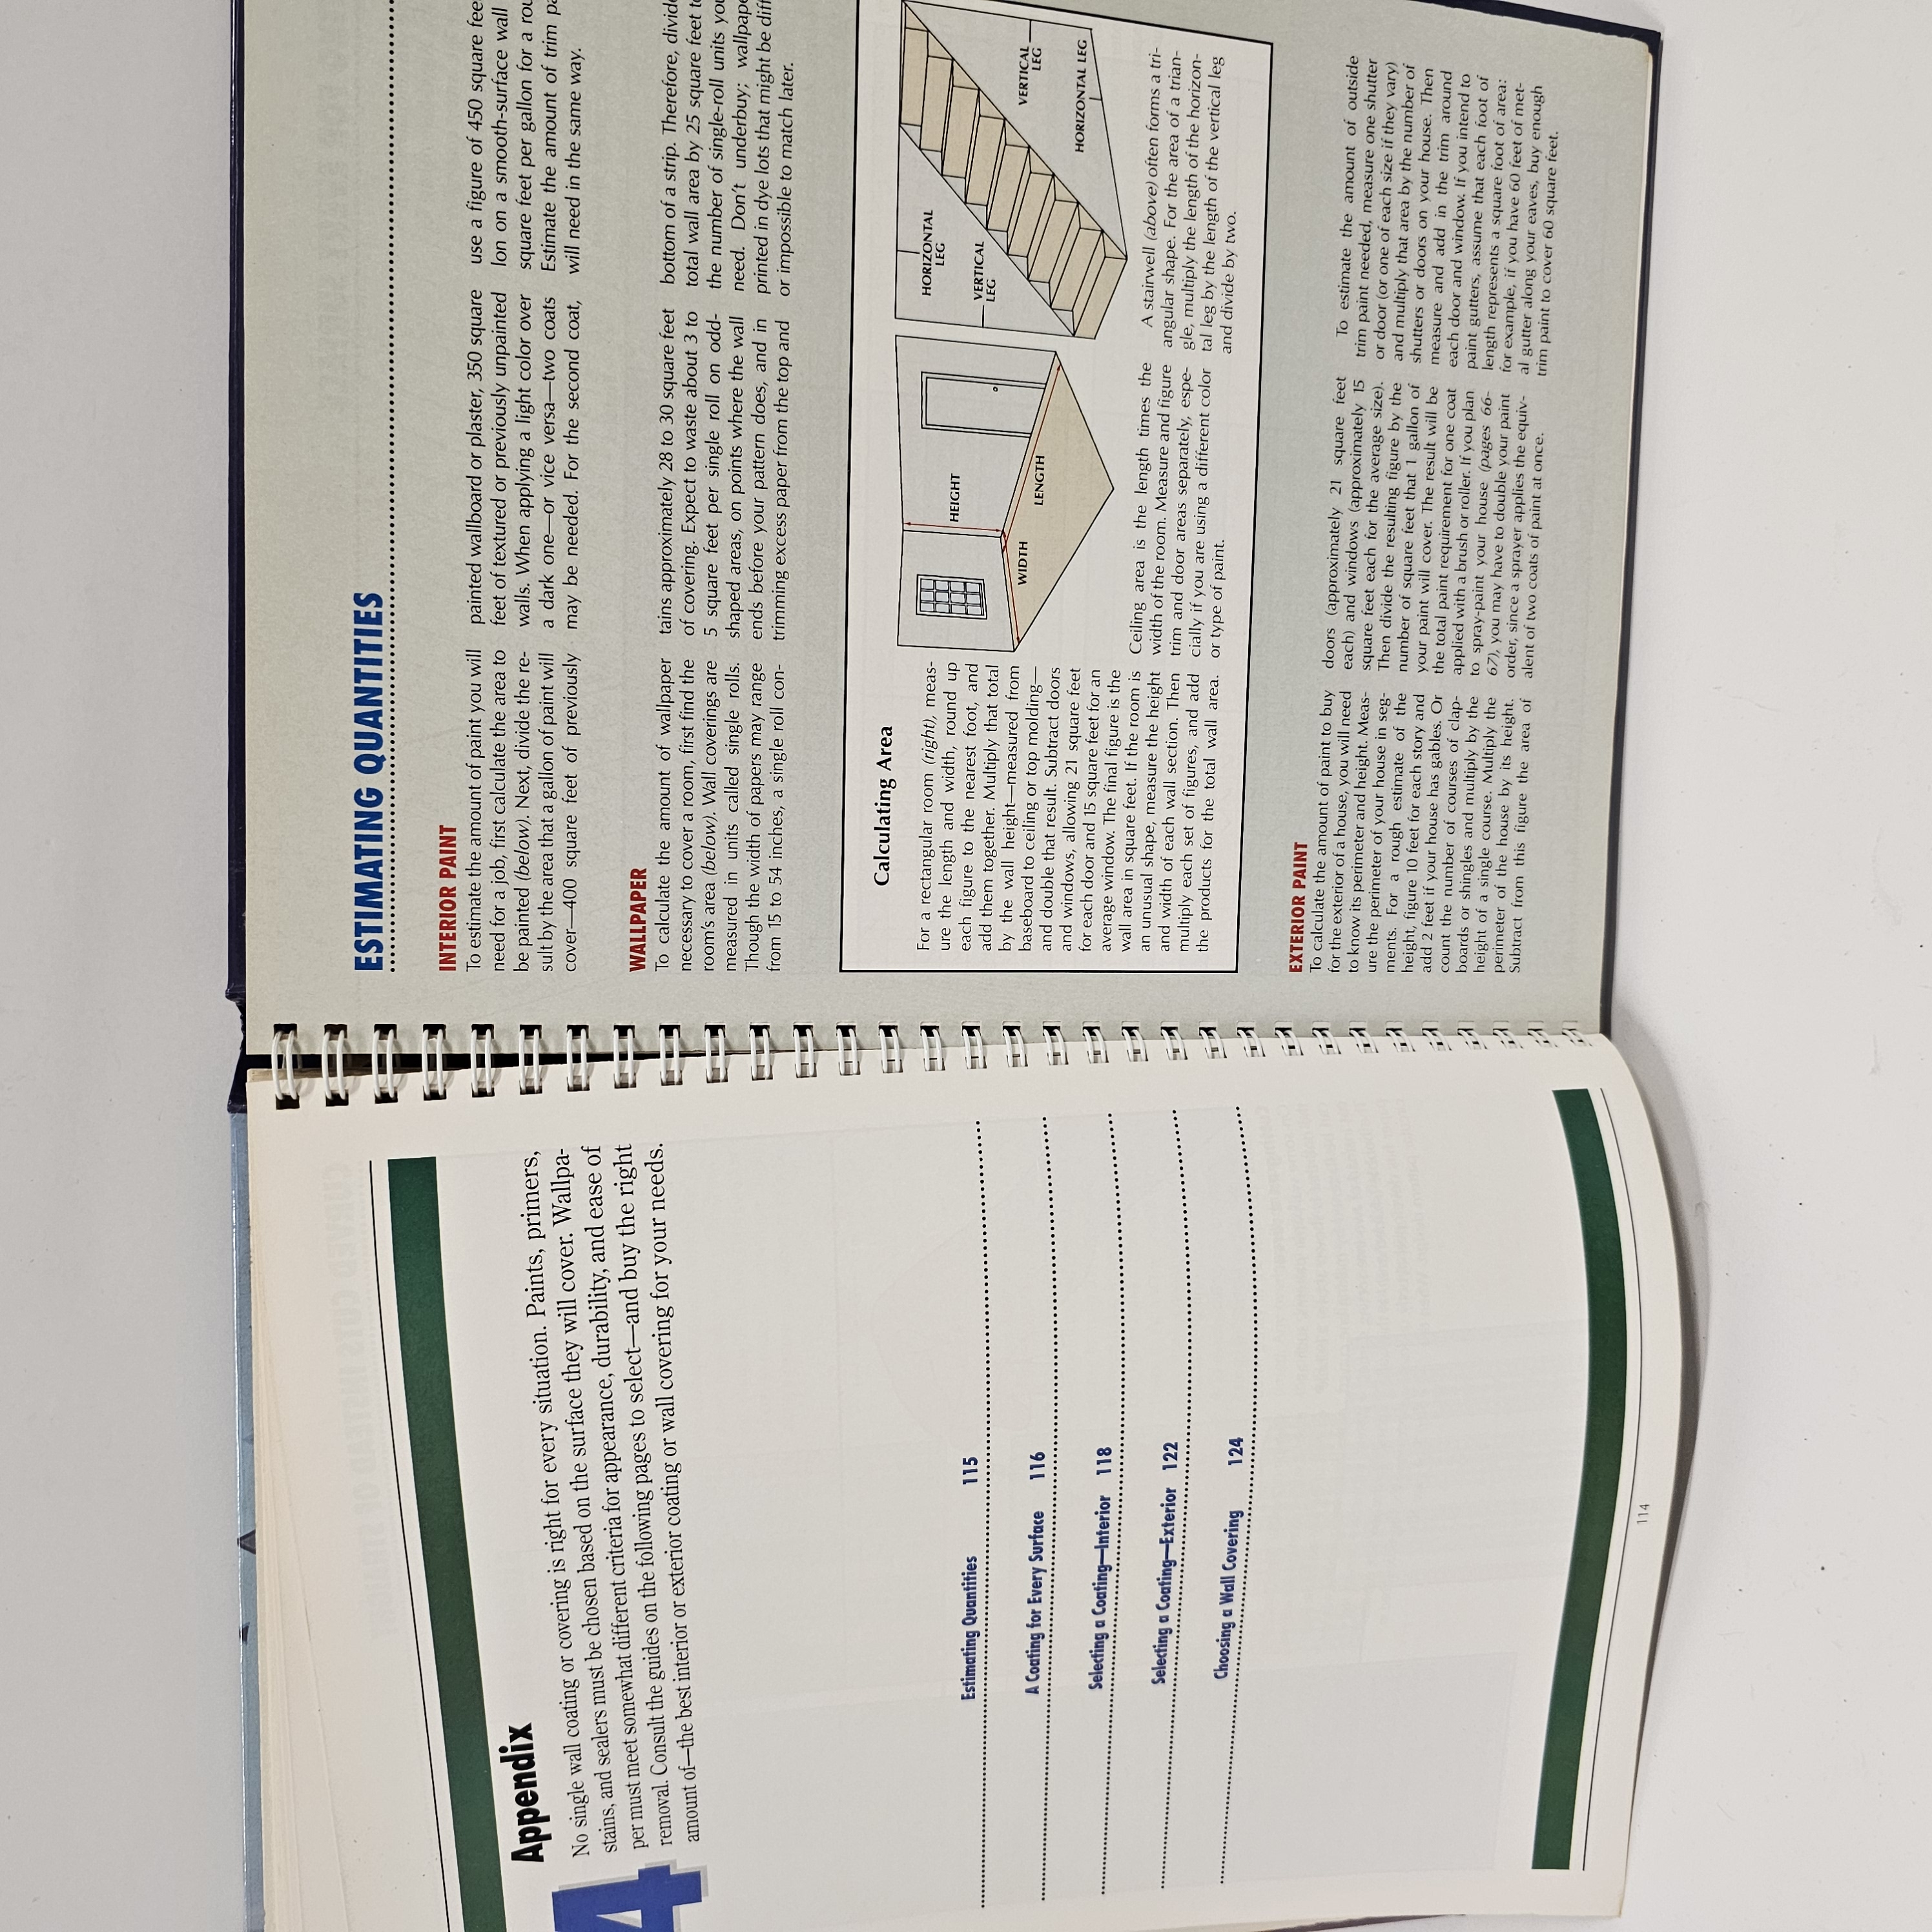 4
Appendix
No single wall coating or covering is right for every situation. Paints, primers,
stains, and sealers must be chosen based on the surface they will cover. Wallpa-
per must meet somewhat different criteria for appearance, durability, and ease of
removal. Consult the guides on the following pages to select—and buy the right
amount of—the best interior or exterior coating or wall covering for your needs.
Estimating Quantities 115
A Coating for Every Surface 116
Selecting a Coating—Interior 118
Selecting a Coating—Exterior 122
Choosing a Wall Covering 124
114
ESTIMATING QUANTITIES
INTERIOR PAINT
To estimate the amount of paint you will
need for a job, first calculate the area to
be painted (below). Next, divide the re-
sult by the area that a gallon of paint will
cover—400 square feet of previously
painted wallboard or plaster, 350 square
feet of textured or previously unpainted
walls. When applying a light color over
a dark one—or vice versa—two coats
may be needed. For the second coat,
use a figure of 450 square
lon on a smooth-surface wall
square feet per gallon for a
Estimate the amount of trim
will need in the same way.
WALLPAPER
To calculate the amount of wallpaper
necessary to cover a room, first find the
room's area (below). Wall coverings are
measured in units called single rolls.
Though the width of papers may range
from 15 to 54 inches, a single roll con-
tains approximately 28 to 30 square feet
of covering. Expect to waste about 3 to
5 square feet per single roll on odd-
shaped areas, on points where the wall
ends before your pattern does, and in
trimming excess paper from the top and
bottom of a strip. Therefore,
total wall area by 25 square feet
the number of single-roll units
need. Don't underbuy;
printed in dye lots that might be
or impossible to match later.
Calculating Area
For a rectangular room (right), meas-
ure the length and width, round up
each figure to the nearest foot, and
add them together. Multiply that total
by the wall height—measured from
baseboard to ceiling or top molding—
and double that result. Subtract doors
and windows, allowing 21 square feet
for each door and 15 square feet for an
average window. The final figure is the
wall area in square feet. If the room is
an unusual shape, measure the height
and width of each wall section. Then
multiply each set of figures, and add
the products for the total wall area.
HEIGHT
WIDTH
LENGTH
Ceiling area is the length times the
width of the room. Measure and figure
trim and door areas separately, espe-
cially if you are using a different color
or type of paint.
HORIZONTAL
LEG
VERTICAL
LEG
VERTICAL
LEG
HORIZONTAL LEG
A stairwell (above) often forms a tri-
angular shape. For the area of a trian-
gle, multiply the length of the horizon-
tal leg by the length of the vertical leg
and divide by two.
EXTERIOR PAINT
To calculate the amount of paint to buy
for the exterior of a house, you will need
to know its perimeter and height. Meas-
ure the perimeter of your house in seg-
ments. For a rough estimate of the
height, figure 10 feet for each story and
add 2 feet if your house has gables. Or
count the number of courses of clap-
boards or shingles and multiply by the
height of a single course. Multiply the
perimeter of the house by its height.
Subtract from this figure the area of
doors (approximately 21 square feet
each) and windows (approximately 15
square feet each for the average size).
Then divide the resulting figure by the
number of square feet that 1 gallon of
your paint will cover. The result will be
the total paint requirement for one coat
applied with a brush or roller. If you plan
to spray-paint your house (pages 66-
67), you may have to double your paint
order, since a sprayer applies the equiv-
alent of two coats of paint at once.
To estimate the amount of outside
trim paint needed, measure one shutter
or door (or one of each size if they vary)
and multiply that area by the number of
shutters or doors on your house. Then
measure and add in the trim around
each door and window. If you intend to
paint gutters, assume that each foot of
length represents a square foot of area:
for example, if you have 60 feet of met-
al gutter along your eaves, buy enough
trim paint to cover 60 square feet.